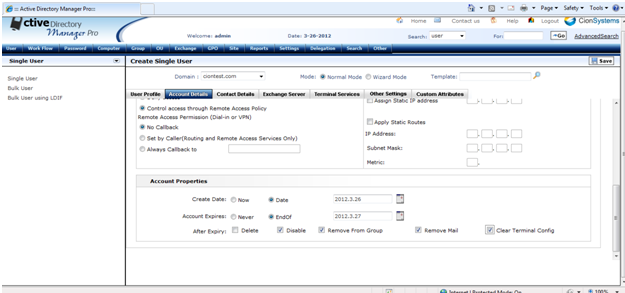 :: Active Directory Manager Pro::
Page Safety Tools
ctive Directory
Manager Pro
Home Contact us Help Logout CionSystems
Welcome: admin Date: 3-26-2012 Search: user For: Go AdvancedSearch
User Work Flow Password Computer Group OU Exchange GPO Site Reports Settings Delegation Search Other
Single User
Create Single User Save
Single User
Bulk User
Bulk User using LDIF
Domain : ciontest.com Mode: Normal Mode Wizard Mode Template:
User Profile Account Details Contact Details Exchange Server Terminal Services Other Settings Custom Attributes
Control access through Remote Access Policy
Remote Access Permission (Dial-in or VPN)
No Callback
Set by Caller(Routing and Remote Access Services Only)
Always Callback to
Assign Static IP address
Apply Static Routes
IP Address:
Subnet Mask:
Metric:
Account Properties
Create Date: Now Date 2012.3.26
Account Expires: Never EndOf 2012.3.27
After Expiry: Delete Disable Remove From Group Remove Mail Clear Terminal Config
Internet | Protected Mode: On 100%